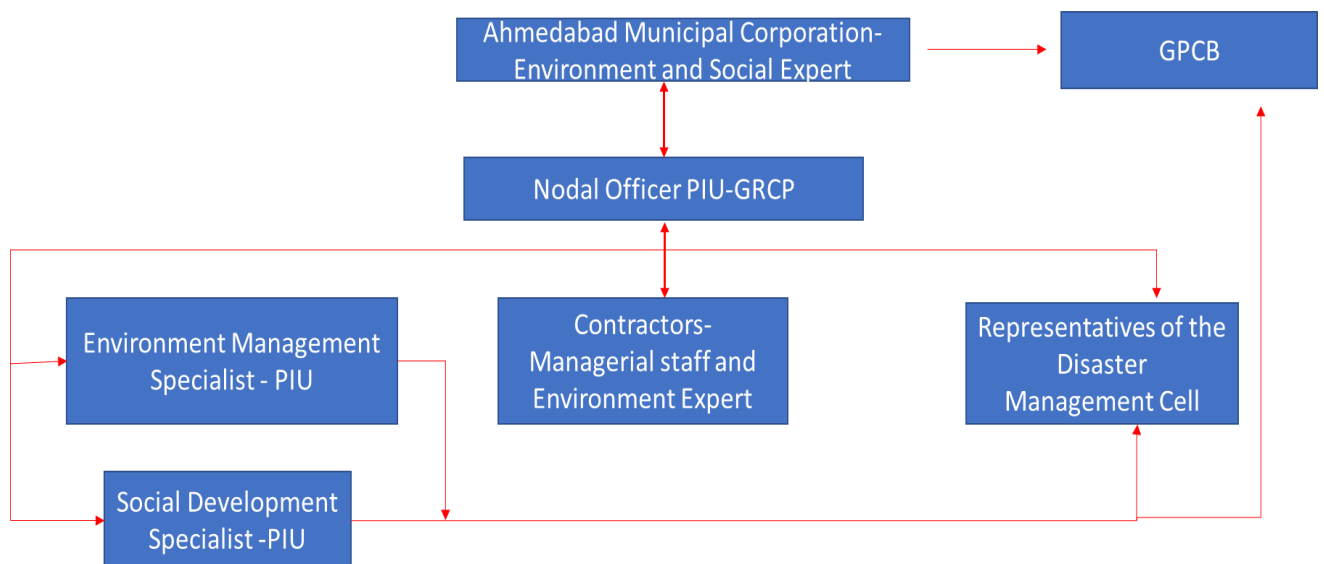 Ahmedabad Municipal Corporation-
Environment and Social Expert
GPCB
Nodal Officer PIU-GRCP
Environment Management
Specialist - PIU
Contractors-
Managerial staff and
Environment Expert
Representatives of the
Disaster
Management Cell
Social Development
Specialist -PIU